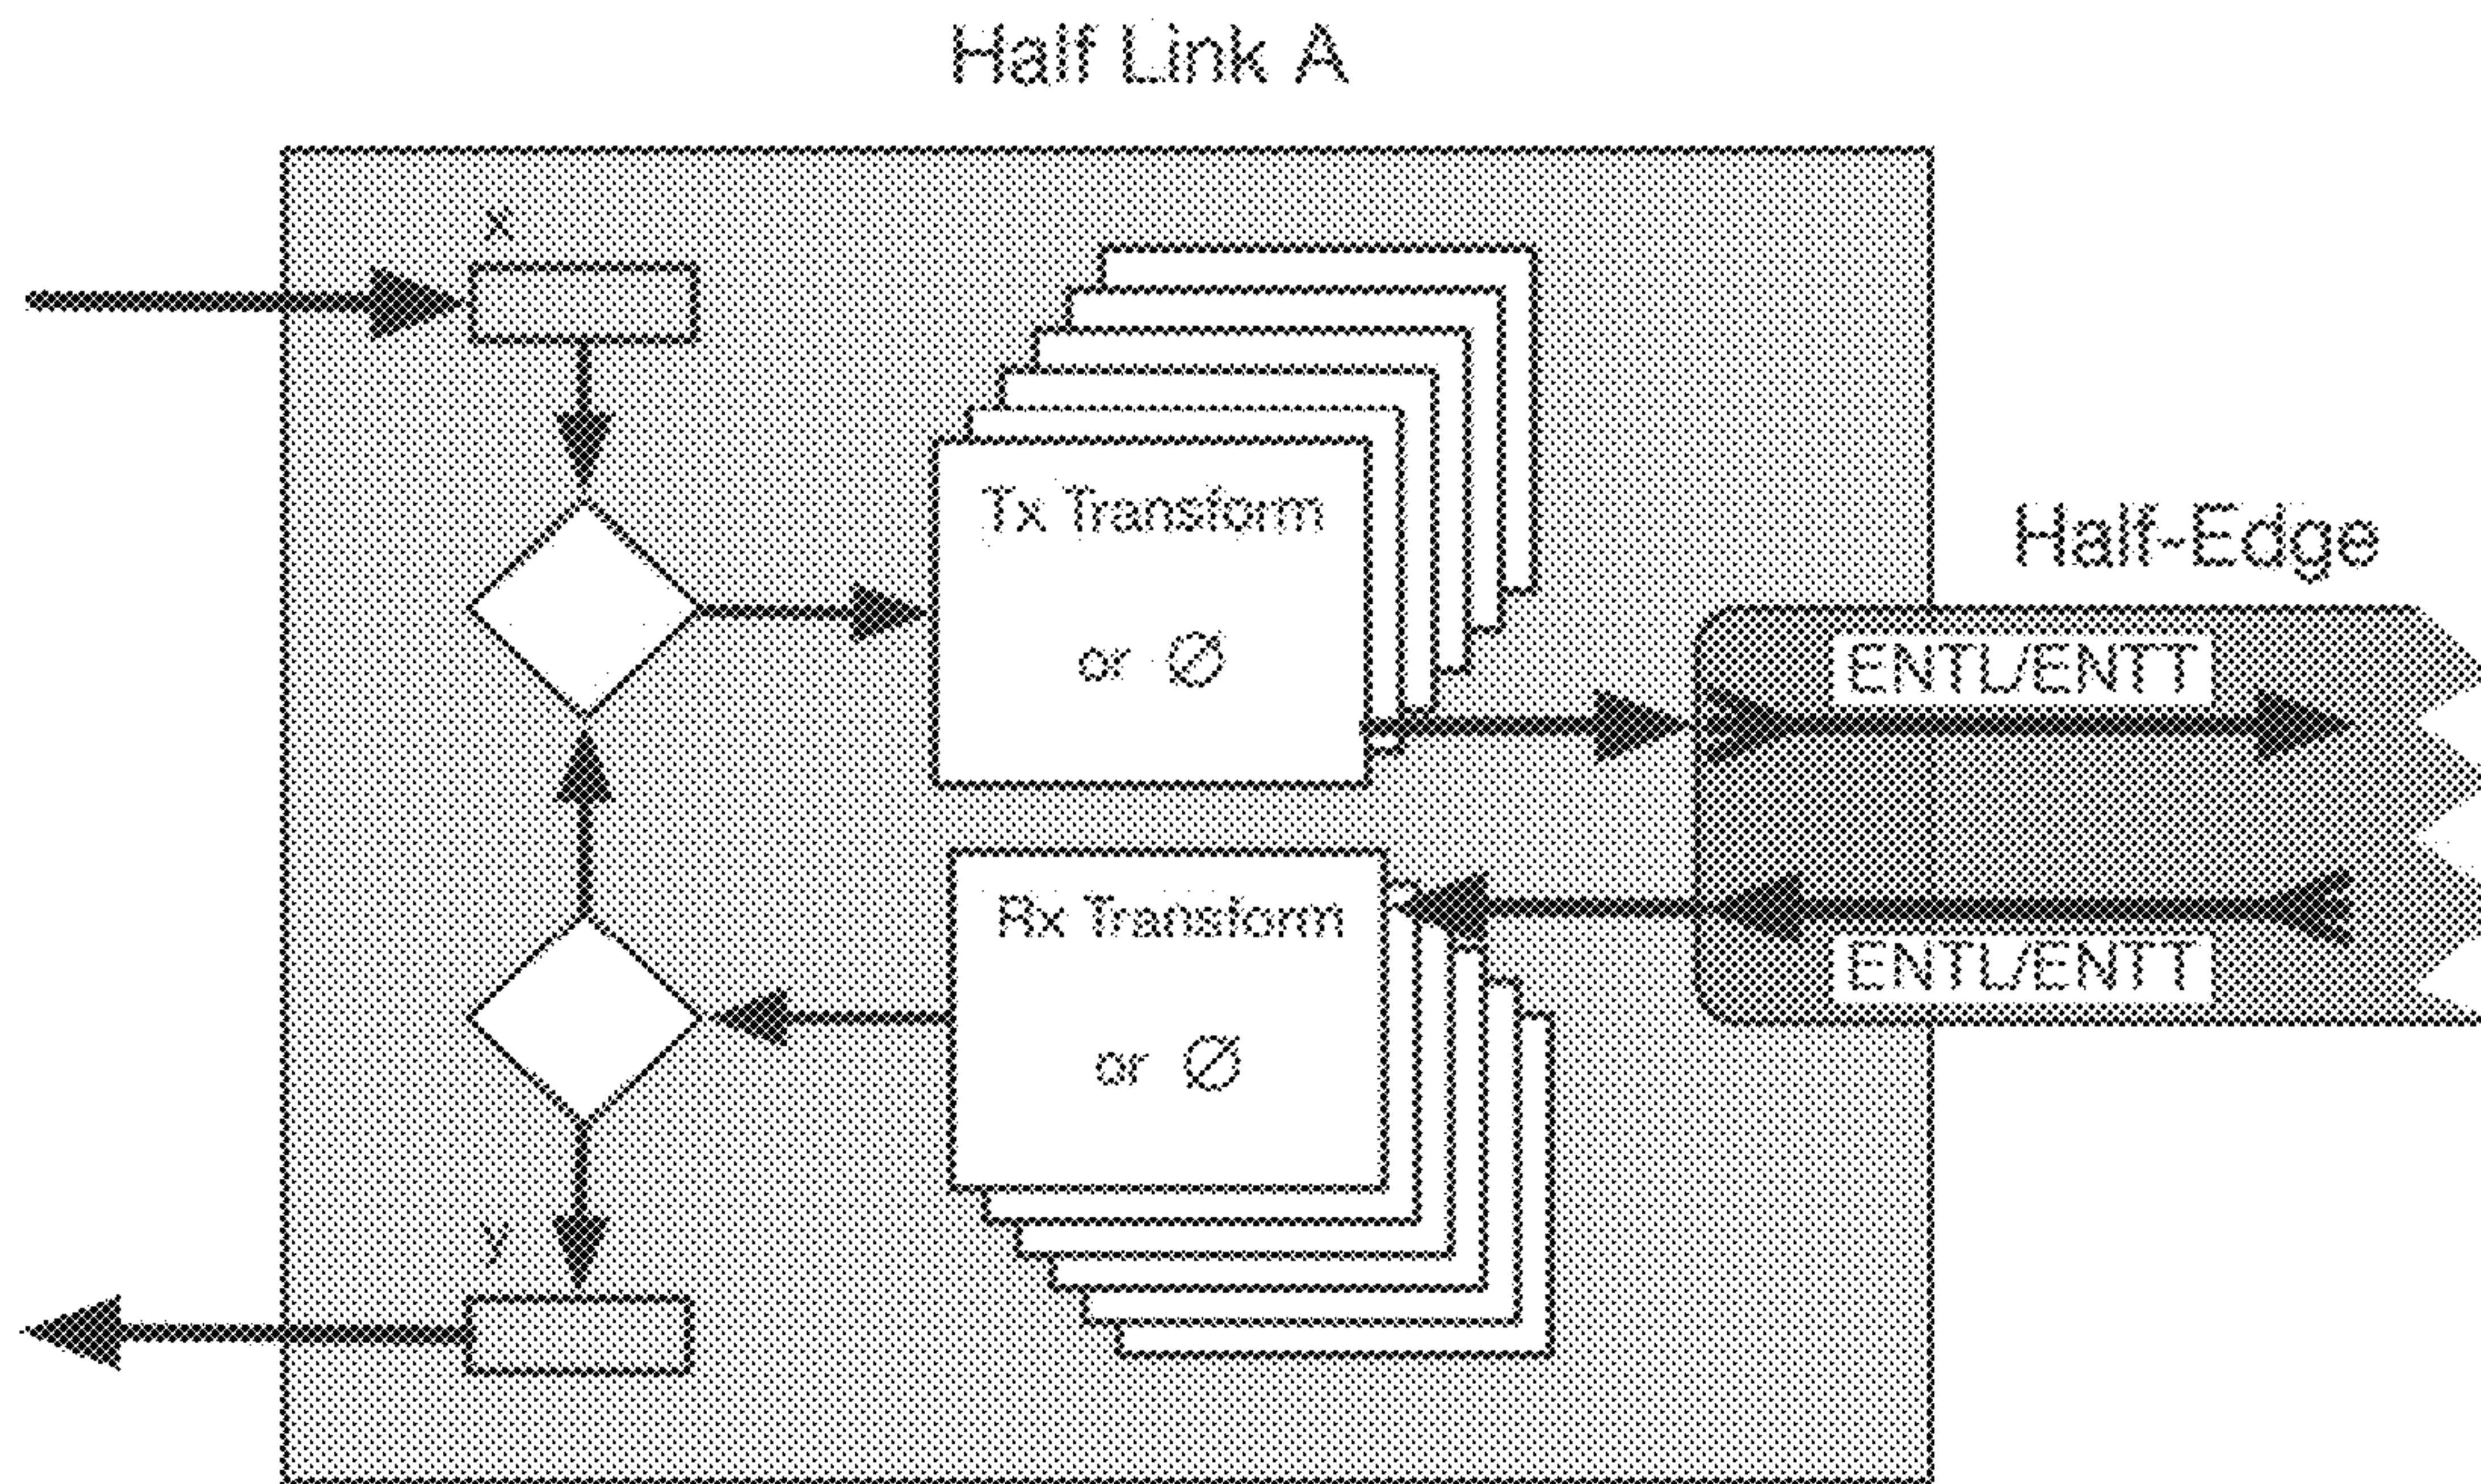 Half Link A
x
Tx Transform
or Ø
Half-Edge
ENTL/ENTT
Rx Transform
or Ø
ENTL/ENTT
y